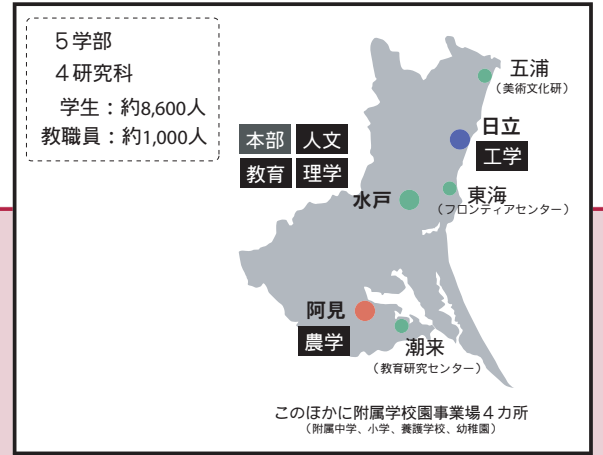 ５学部
４研究科
学生：約8,600人
教職員：約1,000人
五浦
（美術文化研）
日立
工学
本部 人文
教育 理学
水戸
東海
（フロンティアセンター）
阿見
農学
潮来
（教育研究センター）
このほかに附属学校園事業場４カ所
（附属中学、小学、養護学校、幼稚園）